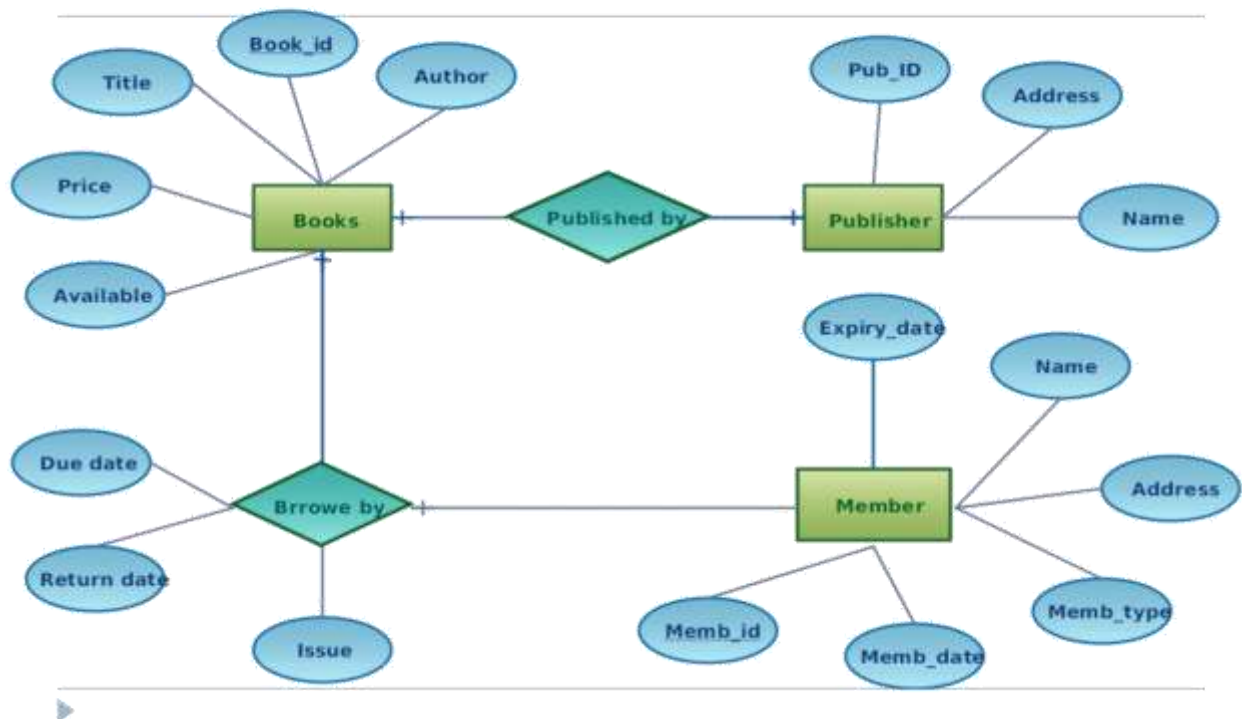 Book_id
Title
Author
Pub_ID
Address
Price
Books
Published by
Publisher
Name
Available
Expiry_date
Name
Due date
Brrowe by
Member
Address
Return date
Issue
Memb_id
Memb_date
Memb_type